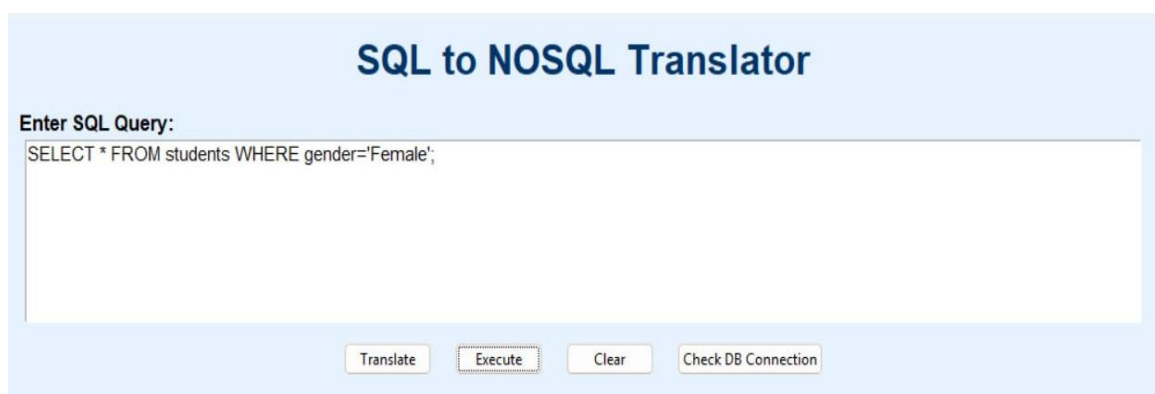 SQL to NOSQL Translator
Enter SQL Query:
SELECT * FROM students WHERE gender='Female';
Translate Execute Clear Check DB Connection